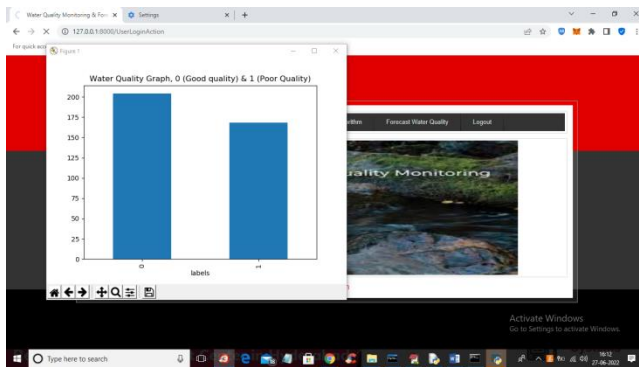 Water Quality Monitoring & For
Settings
127.0.0.1:8000/UserLoginAction
For quick acc
Figure 1
Water Quality Graph, 0 (Good quality) & 1 (Poor Quality)
200
175
150
125
100
75
50
25
0
0
1
labels
Forecast Water Quality
Logout
uality Monitoring
Activate Windows
Go to Settings to activate Windows.
Type here to search
16:12
27-06-2022